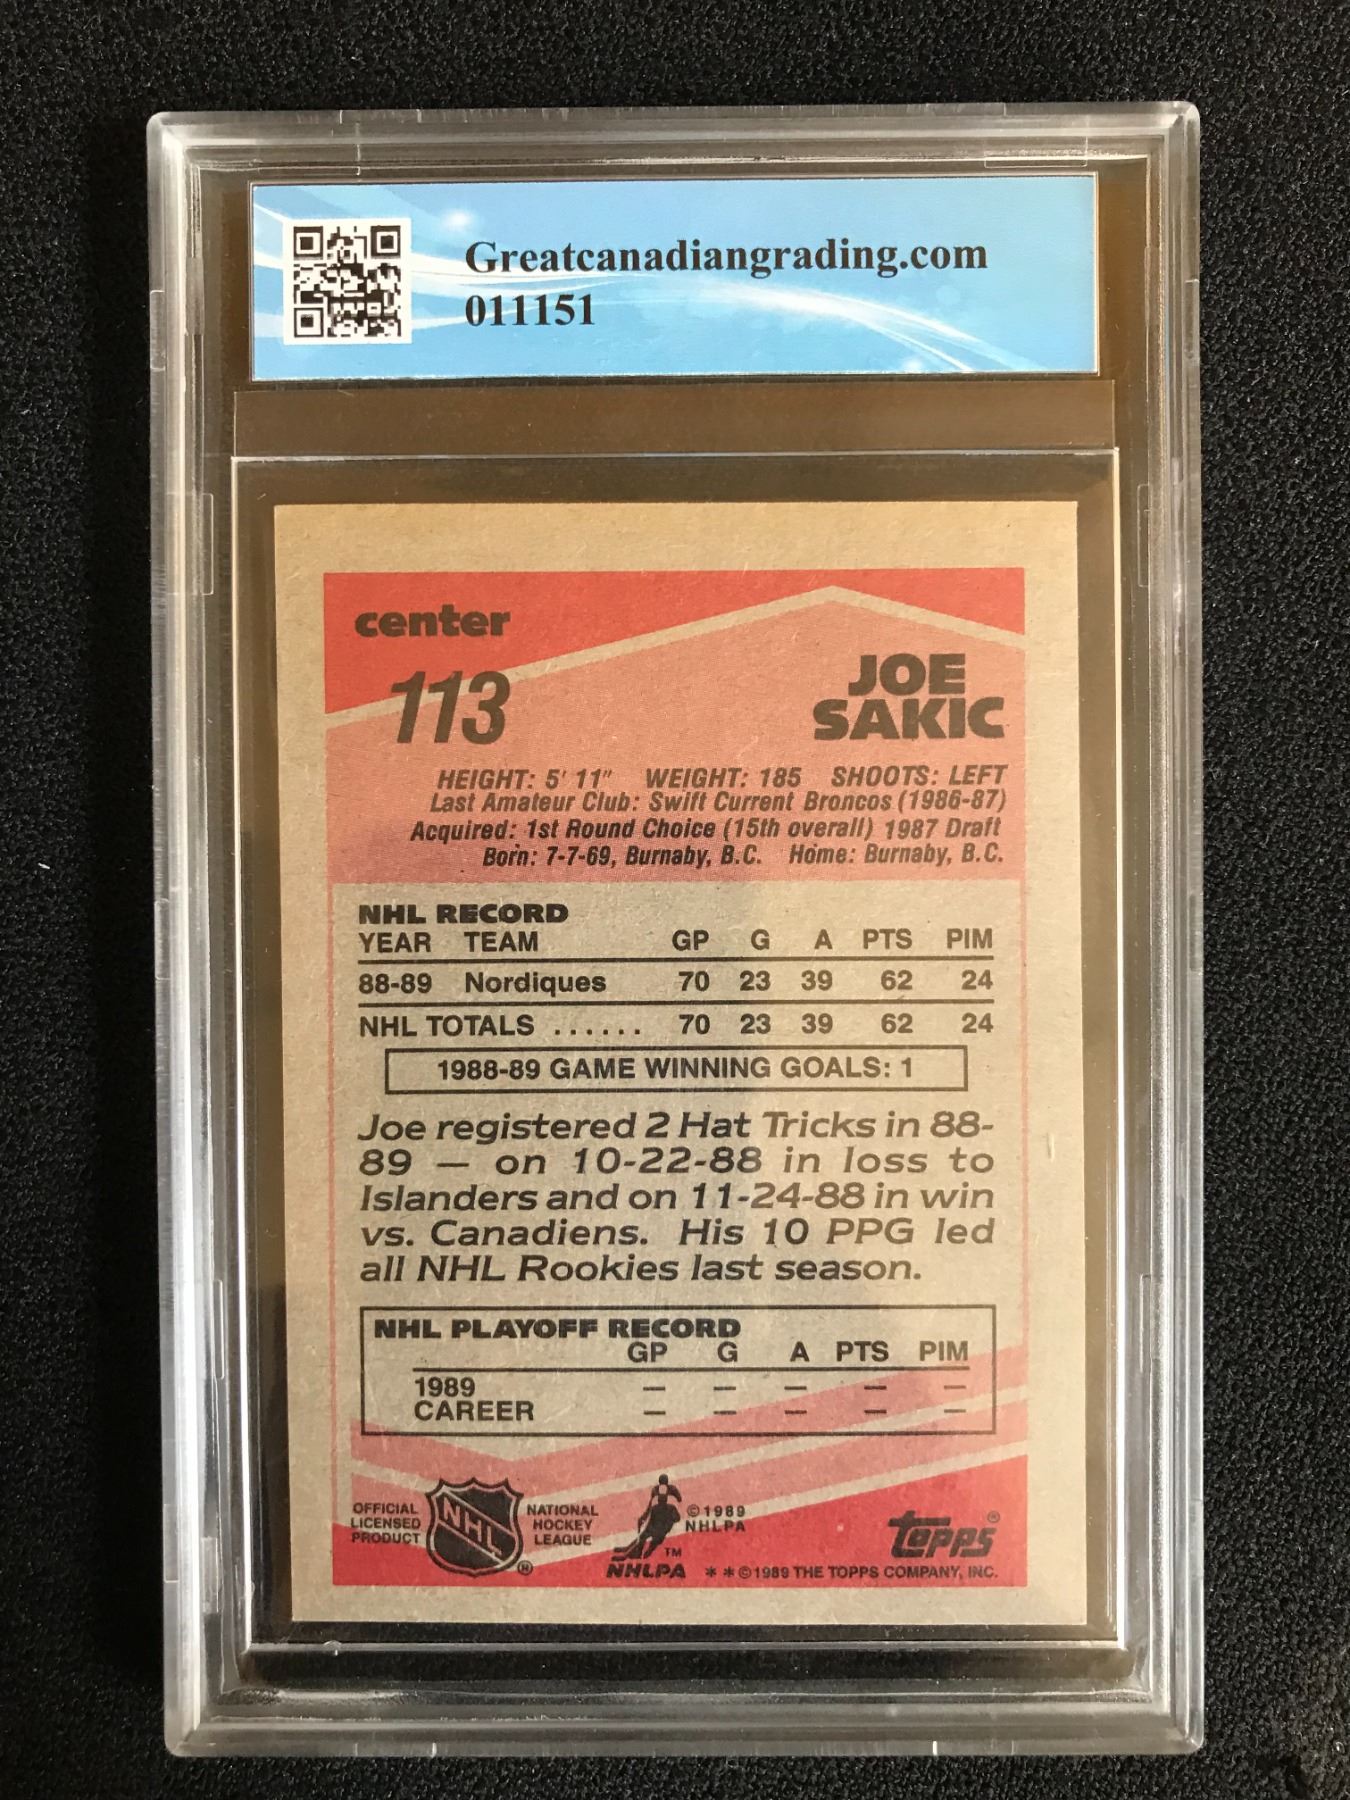 Greatcanadiangrading.com
011151
center
113
JOE
SAKIC
HEIGHT: 5' 11" WEIGHT: 185 SHOOTS: LEFT
Last Amateur Club: Swift Current Broncos (1986-87)
Acquired: 1st Round Choice (15th overall) 1987 Draft
Born: 7-7-69, Burnaby, B.C. Home: Burnaby, B.C.
NHL RECORD
YEAR TEAM GP G A PTS PIM
88-89 Nordiques 70 23 39 62 24
NHL TOTALS ...... 70 23 39 62 24
1988-89 GAME WINNING GOALS: 1
Joe registered 2 Hat Tricks in 88-
89 — on 10-22-88 in loss to
Islanders and on 11-24-88 in win
vs. Canadiens. His 10 PPG led
all NHL Rookies last season.
NHL PLAYOFF RECORD
GP G A PTS PIM
1989 — — — — —
CAREER — — — — —
OFFICIAL
LICENSED
PRODUCT
NHL
®
NATIONAL
HOCKEY
LEAGUE
TM
NHLPA
©1989
NHLPA
topps®
**©1989 THE TOPPS COMPANY, INC.